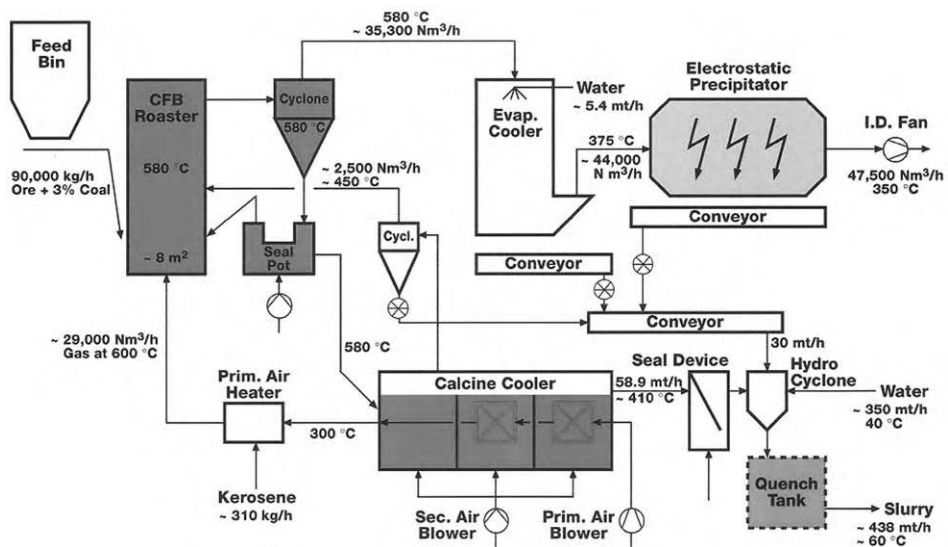 580 °C
~ 35,300 Nm³/h
Feed
Bin
CFB
Roaster
580 °C
~ 8 m²
90,000 kg/h
Ore + 3% Coal
Cyclone
580 °C
Water
~ 5.4 mt/h
Evap.
Cooler
Electrostatic
Precipitator
I.D. Fan
375 °C
~ 44,000
N m³/h
47,500 Nm³/h
350 °C
~ 2,500 Nm³/h
~ 450 °C
Seal
Pot
Cycl.
Conveyor
Conveyor
Conveyor
30 mt/h
~ 29,000 Nm³/h
Gas at 600 °C
580 °C
Prim. Air
Heater
300 °C
Kerosene
~ 310 kg/h
Calcine Cooler
58.9 mt/h
~ 410 °C
Seal Device
Hydro
Cyclone
Water
~ 350 mt/h
40 °C
Sec. Air
Blower
Prim. Air
Blower
Quench
Tank
Slurry
~ 438 mt/h
~ 60 °C